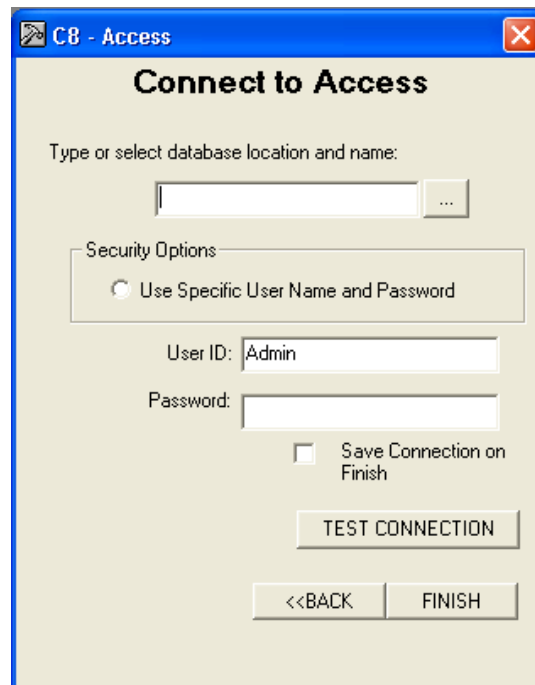 C8 - Access
Connect to Access
Type or select database location and name:
...
Security Options
Use Specific User Name and Password
User ID: Admin
Password:
Save Connection on
Finish
TEST CONNECTION
<<BACK FINISH